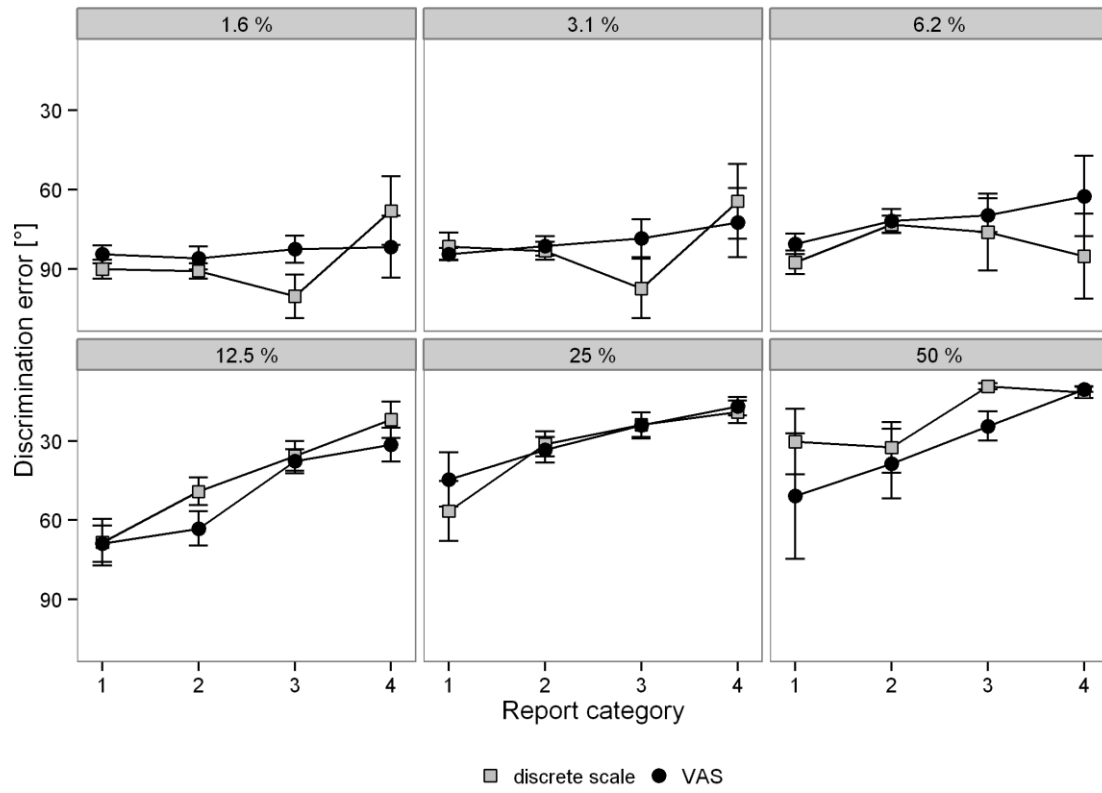 1.6 % 3.1 % 6.2 %
30
60
90
12.5 % 25 % 50 %
30
60
90
Discrimination error [°]
1 2 3 4 1 2 3 4 1 2 3 4
Report category
discrete scale VAS